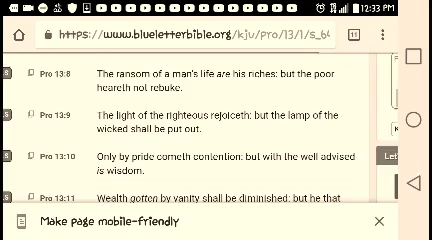 12:33 PM
https://www.blueletterbible.org/kjv/pro/13/1/s_64
11
Pro 13:8 The ransom of a man's life are his riches: but the poor
heareth not rebuke.
Pro 13:9 The light of the righteous rejoiceth: but the lamp of the
wicked shall be put out.
Pro 13:10 Only by pride cometh contention: but with the well advised
is wisdom.
Let
Pro 13:11 Wealth gotten by vanity shall be diminished: but he that
Make page mobile-friendly